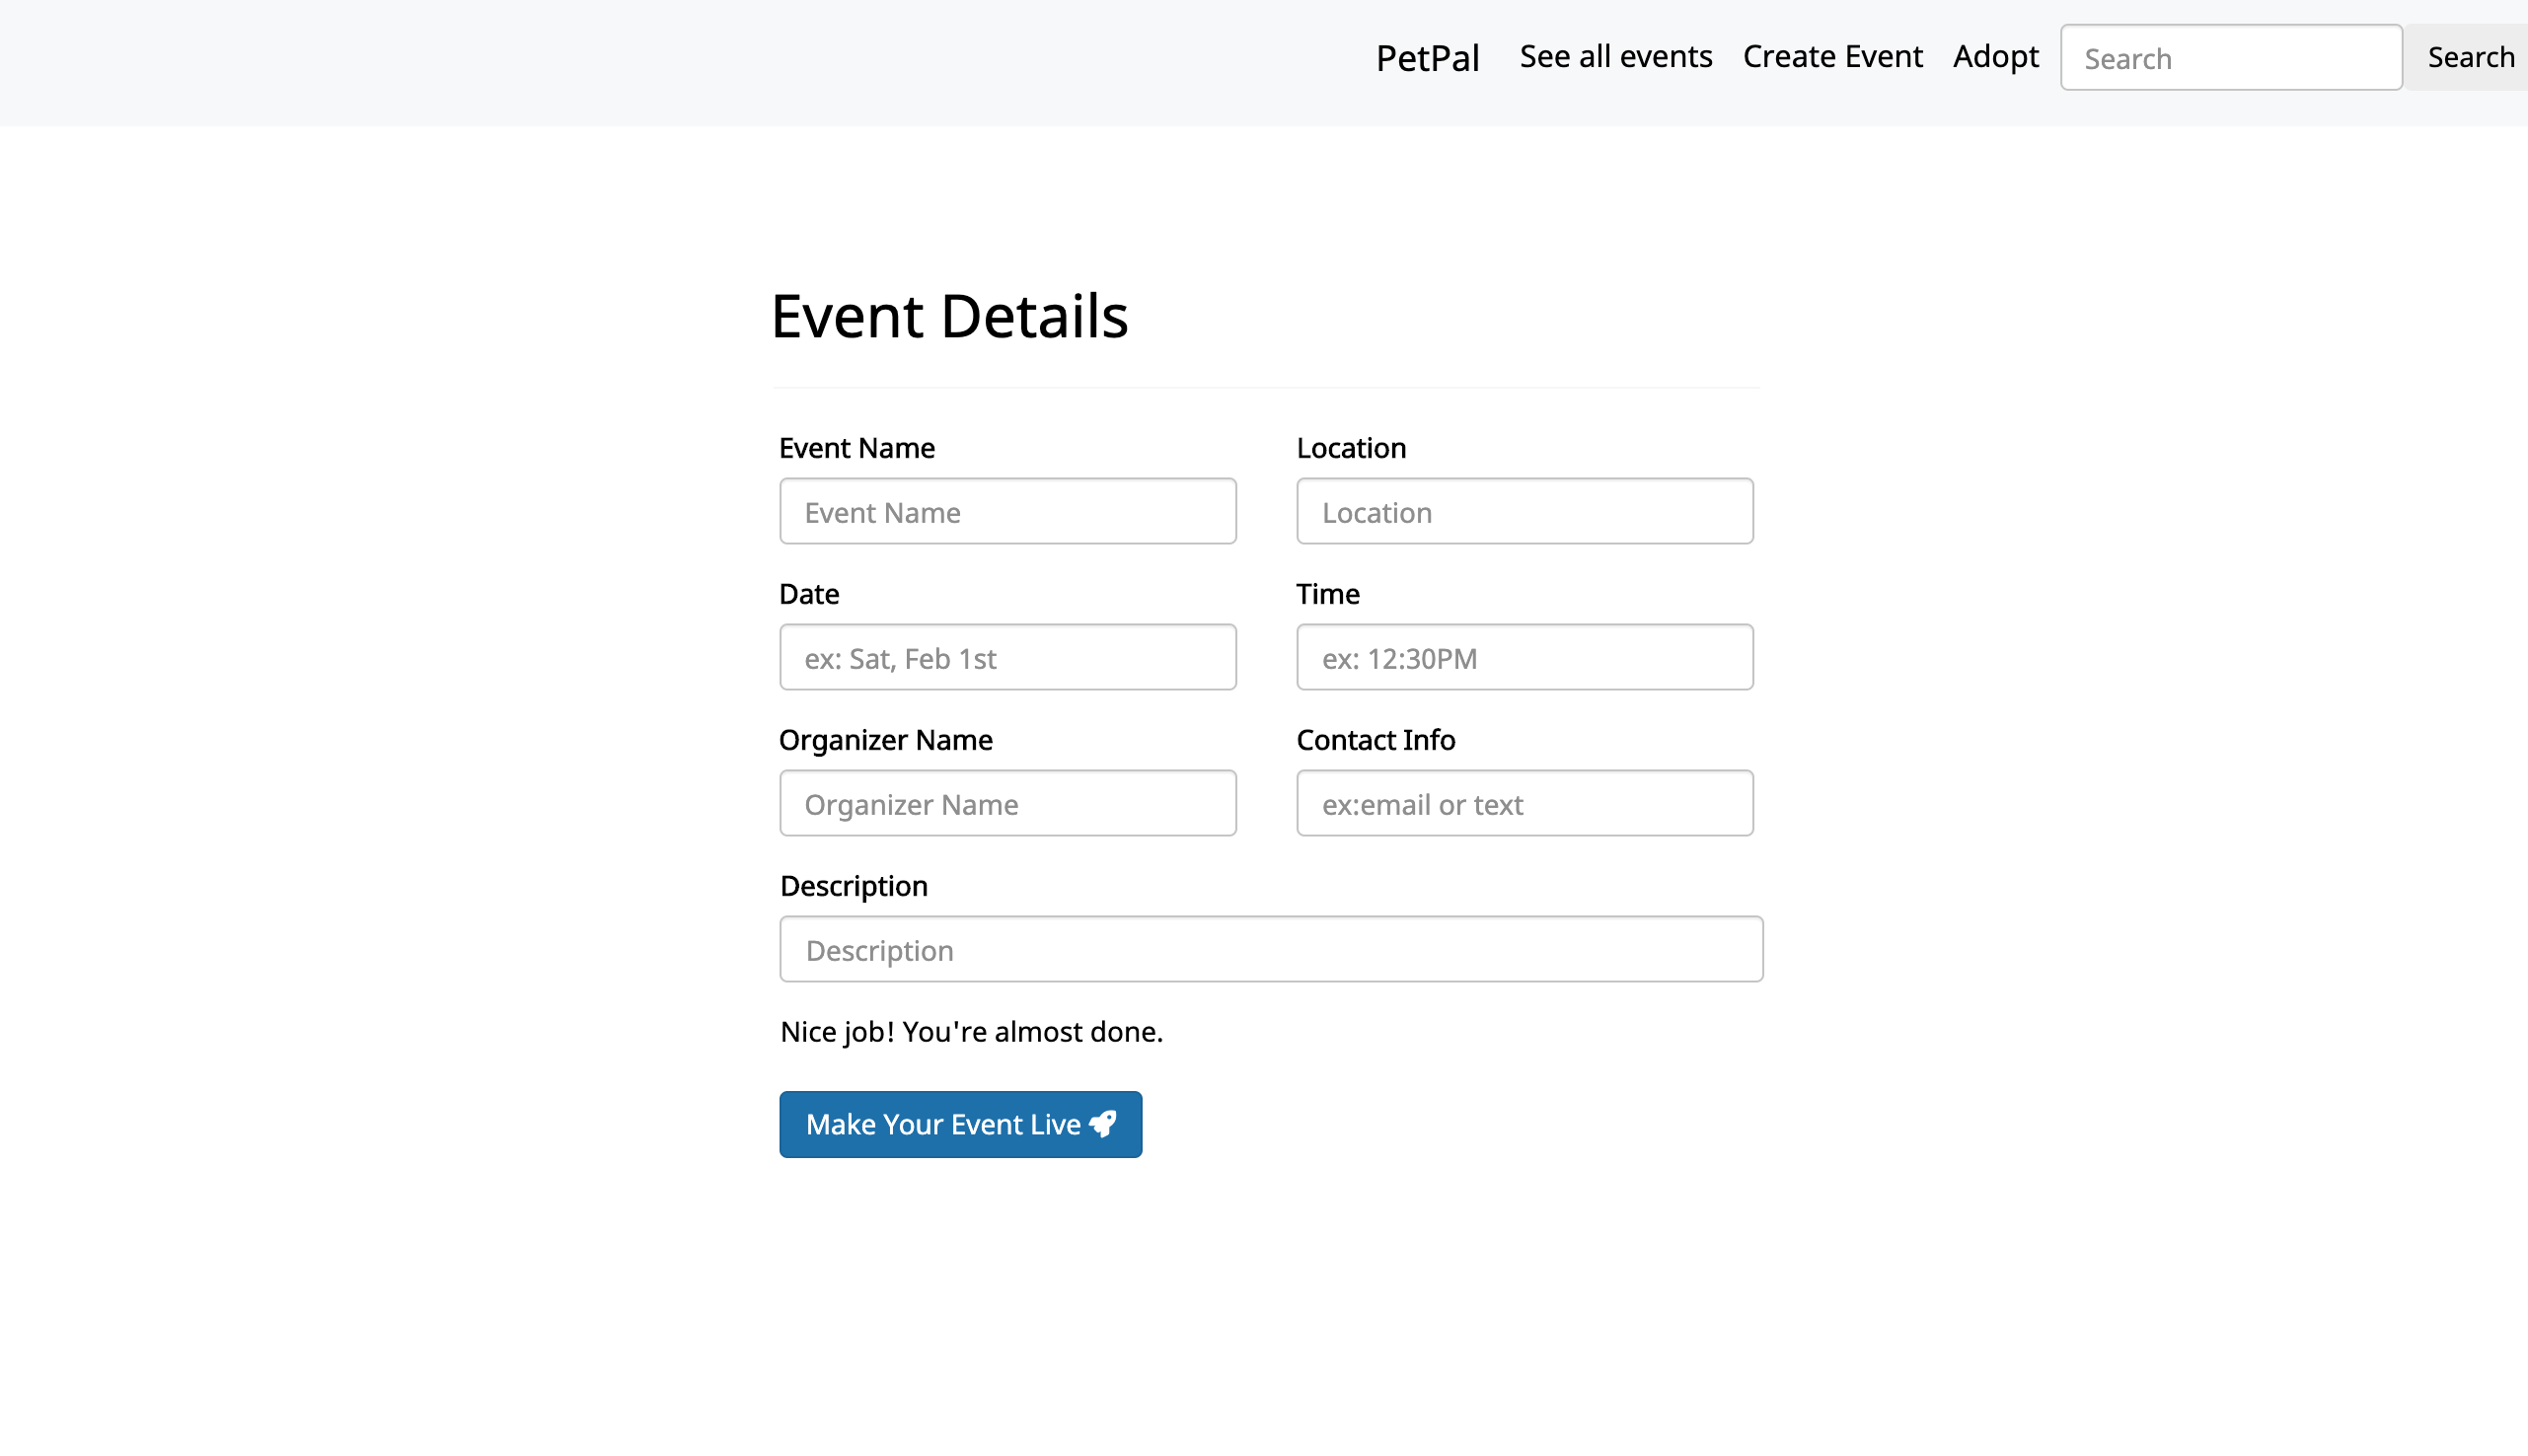 PetPal See all events Create Event Adopt Search Search
Event Details
Event Name Location
Event Name Location
Date Time
ex: Sat, Feb 1st ex: 12:30PM
Organizer Name Contact Info
Organizer Name ex:email or text
Description
Description
Nice job! You're almost done.
Make Your Event Live